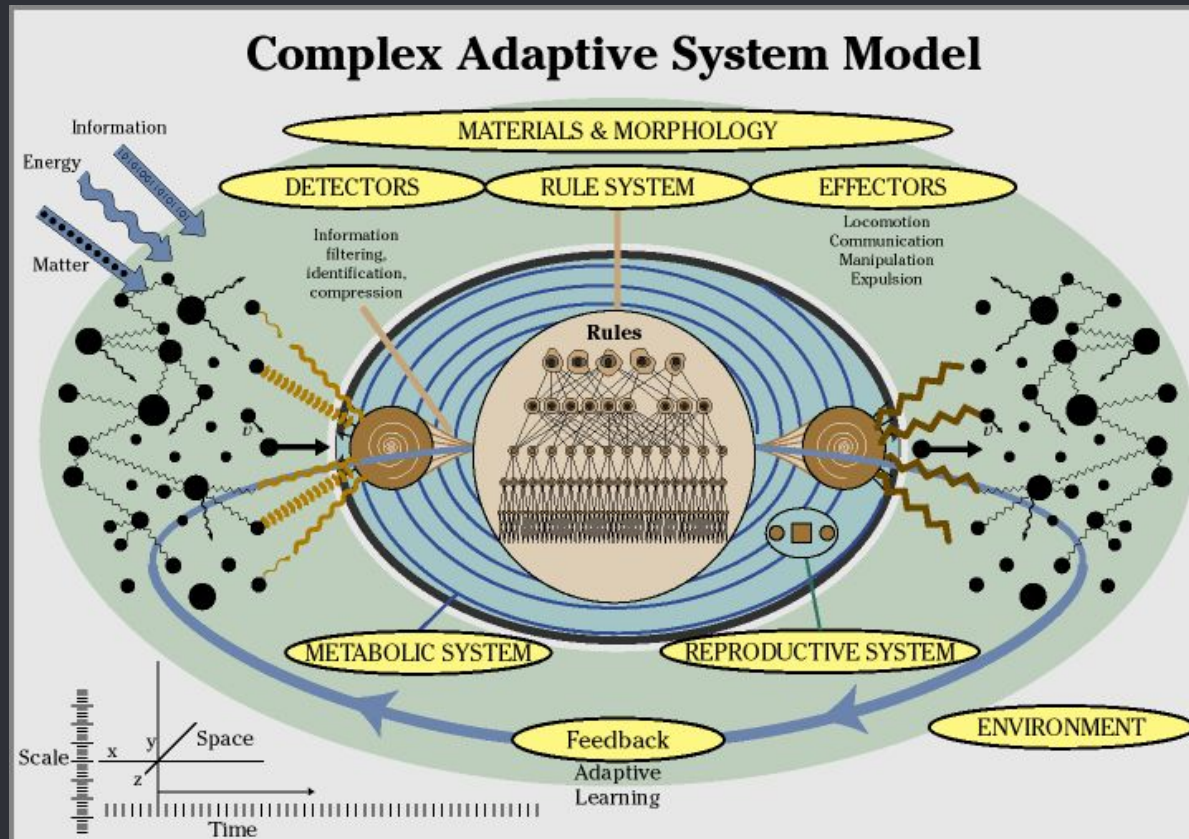 Complex Adaptive System Model
Information
Energy
Matter
MATERIALS & MORPHOLOGY
DETECTORS
RULE SYSTEM
EFFECTORS
Information
filtering,
identification,
compression
Locomotion
Communication
Manipulation
Expulsion
1010100110101101
Rules
v
v
METABOLIC SYSTEM
REPRODUCTIVE SYSTEM
Feedback
Adaptive
Learning
ENVIRONMENT
Scale
x
y
z
Space
Time